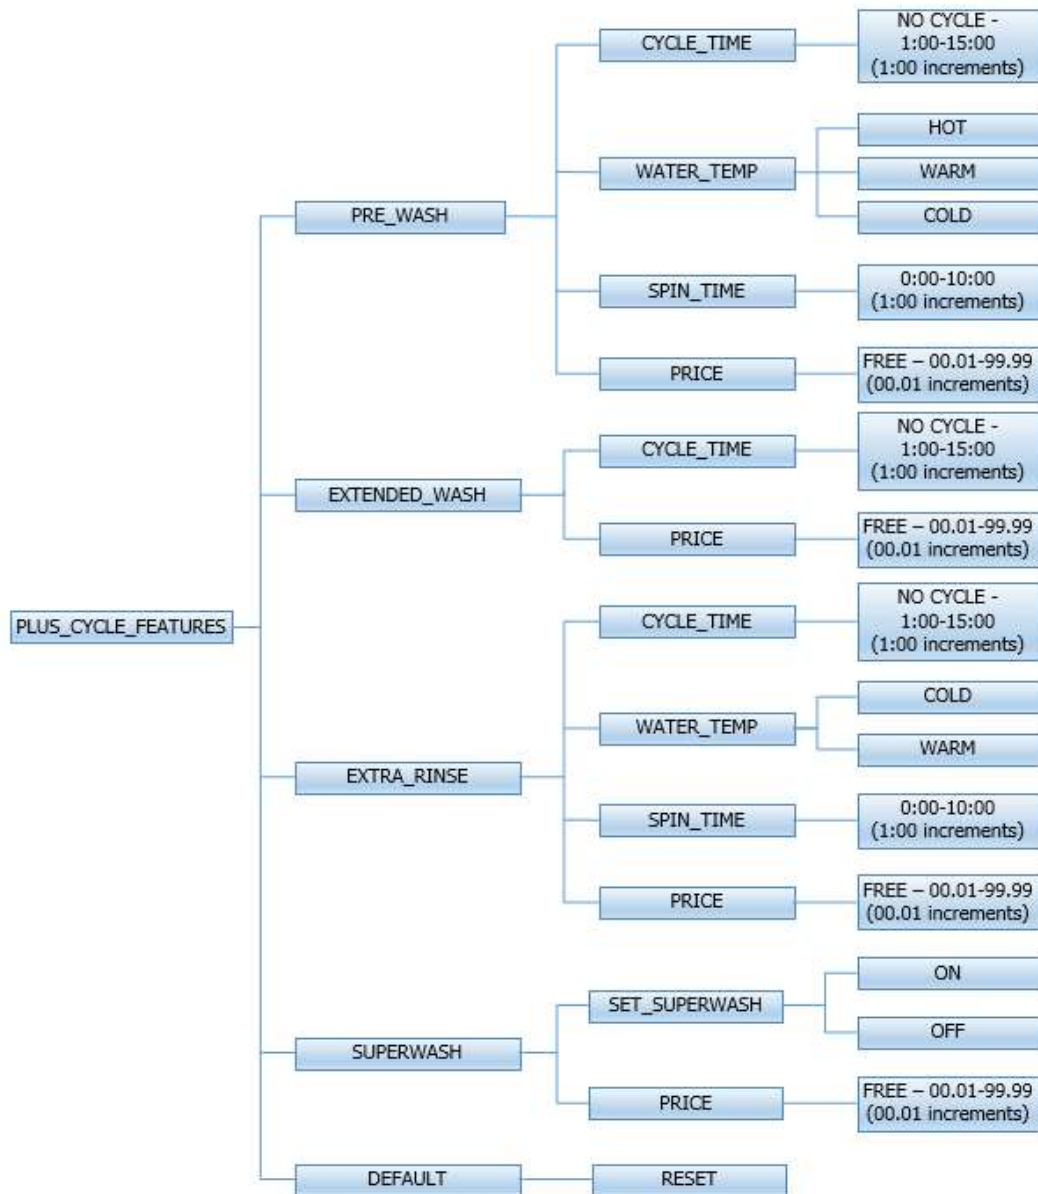 CYCLE_TIME
NO CYCLE -
1:00-15:00
(1:00 increments)
HOT
WATER_TEMP
WARM
COLD
PRE_WASH
SPIN_TIME
0:00-10:00
(1:00 increments)
PRICE
FREE – 00.01-99.99
(00.01 increments)
CYCLE_TIME
NO CYCLE -
1:00-15:00
(1:00 increments)
EXTENDED_WASH
PRICE
FREE – 00.01-99.99
(00.01 increments)
PLUS_CYCLE_FEATURES
CYCLE_TIME
NO CYCLE -
1:00-15:00
(1:00 increments)
COLD
WATER_TEMP
WARM
EXTRA_RINSE
SPIN_TIME
0:00-10:00
(1:00 increments)
PRICE
FREE – 00.01-99.99
(00.01 increments)
SET_SUPERWASH
ON
OFF
SUPERWASH
PRICE
FREE – 00.01-99.99
(00.01 increments)
DEFAULT
RESET